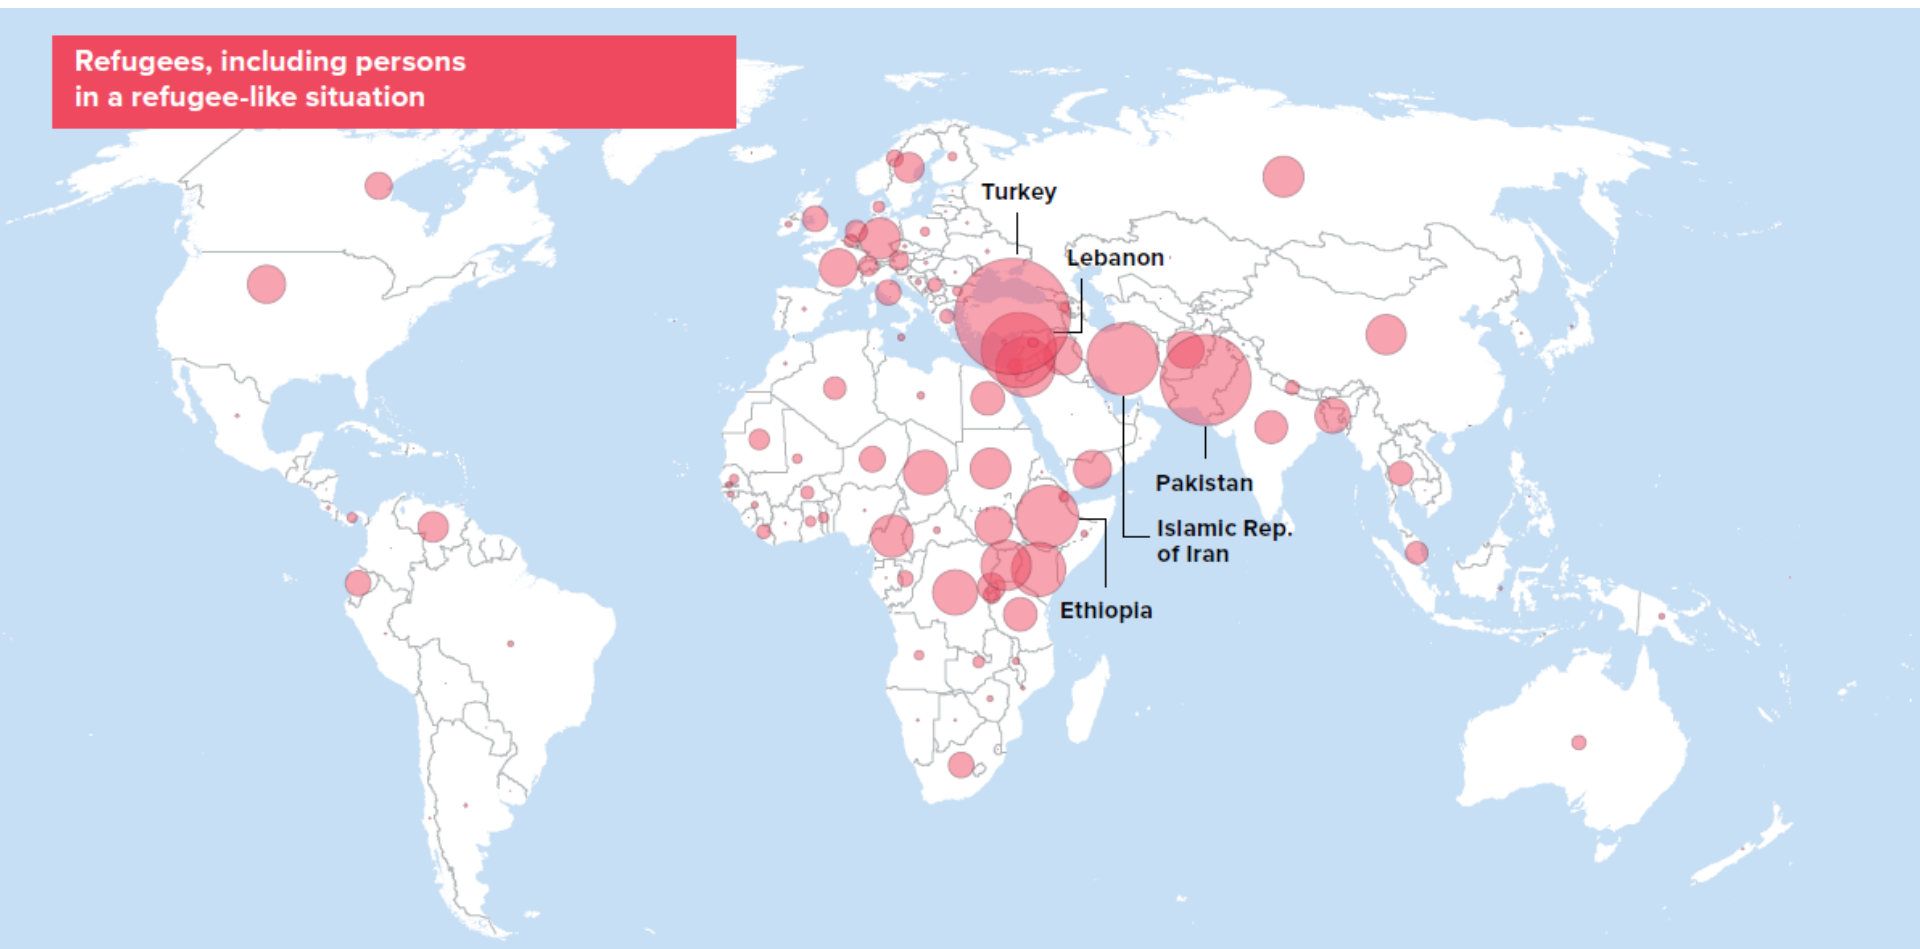 Refugees, including persons
in a refugee-like situation
Turkey
Lebanon
Pakistan
Islamic Rep.
of Iran
Ethiopia